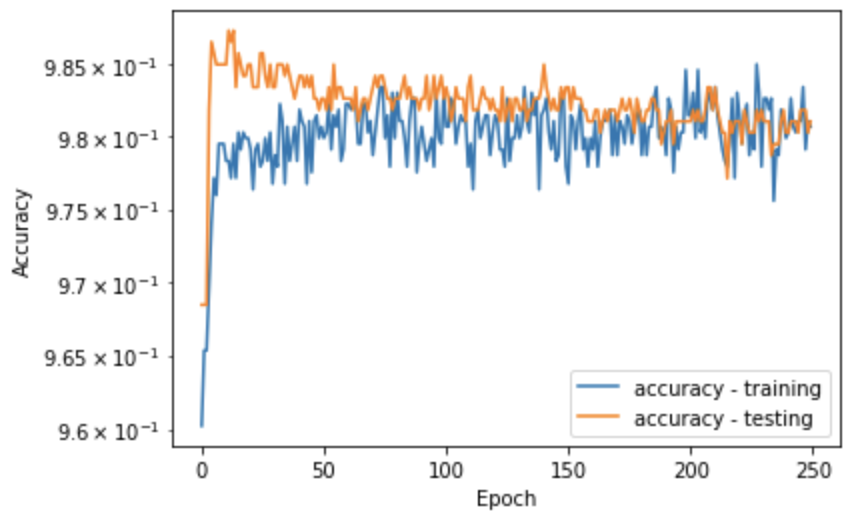 Accuracy
9.85 × 10⁻¹
9.8 × 10⁻¹
9.75 × 10⁻¹
9.7 × 10⁻¹
9.65 × 10⁻¹
9.6 × 10⁻¹
accuracy - training
accuracy - testing
0 50 100 150 200 250
Epoch